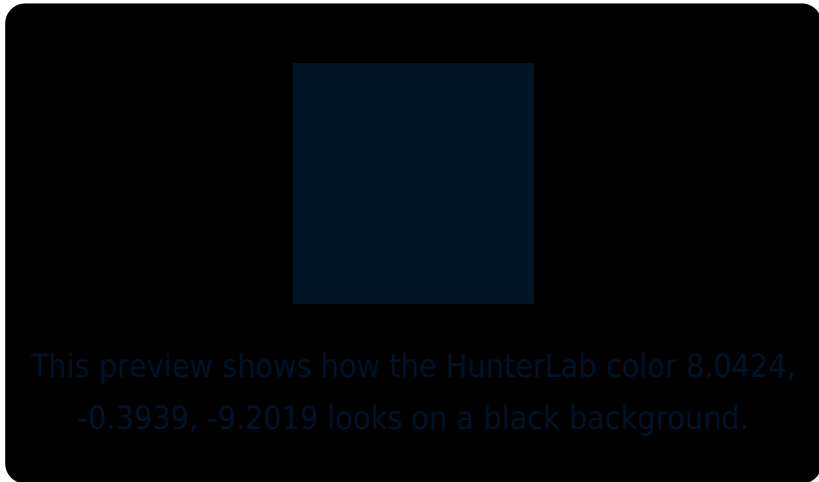 This preview shows how the HunterLab color 8.0424,
-0.3939, -9.2019 looks on a black background.